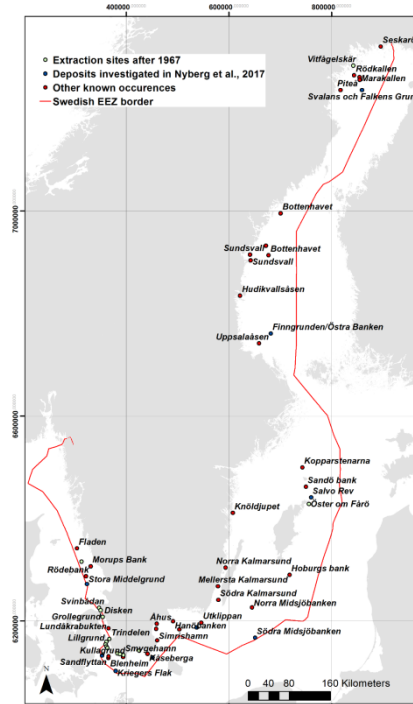 400000 600000 800000
Extraction sites after 1967
Deposits investigated in Nyberg et al., 2017
Other known occurences
Swedish EEZ border
Seskarö
Vitfågelskär
Rödkallen
Marakallen
Piteå
Svalans och Falkens Grun
7000000
Bottenhavet
Sundsvall
Bottenhavet
Sundsvall
Hudikvallsåsen
Finngrunden/Östra Banken
Uppsalaåsen
6600000
Kopparstenarna
Sandö bank
Salvo Rev
Öster om Fårö
Knöldjupet
Fladen
Morups Bank
Rödebank
Stora Middelgrund
Norra Kalmarsund
Hoburgs bank
Mellersta Kalmarsund
Södra Kalmarsund
Norra Midsjöbanken
Svinbådan
Disken
Grollegrund
6200000
Lundåkrabukten
Trindelen
Åhus
Utklippan
Hanöbanken
Södra Midsjöbanken
Lillgrund
Simrishamn
Kullagrund
Smygehamn
Kåseberga
Sandflyttan
Blenheim
Kriegers Flak
N
0 40 80 160 Kilometers